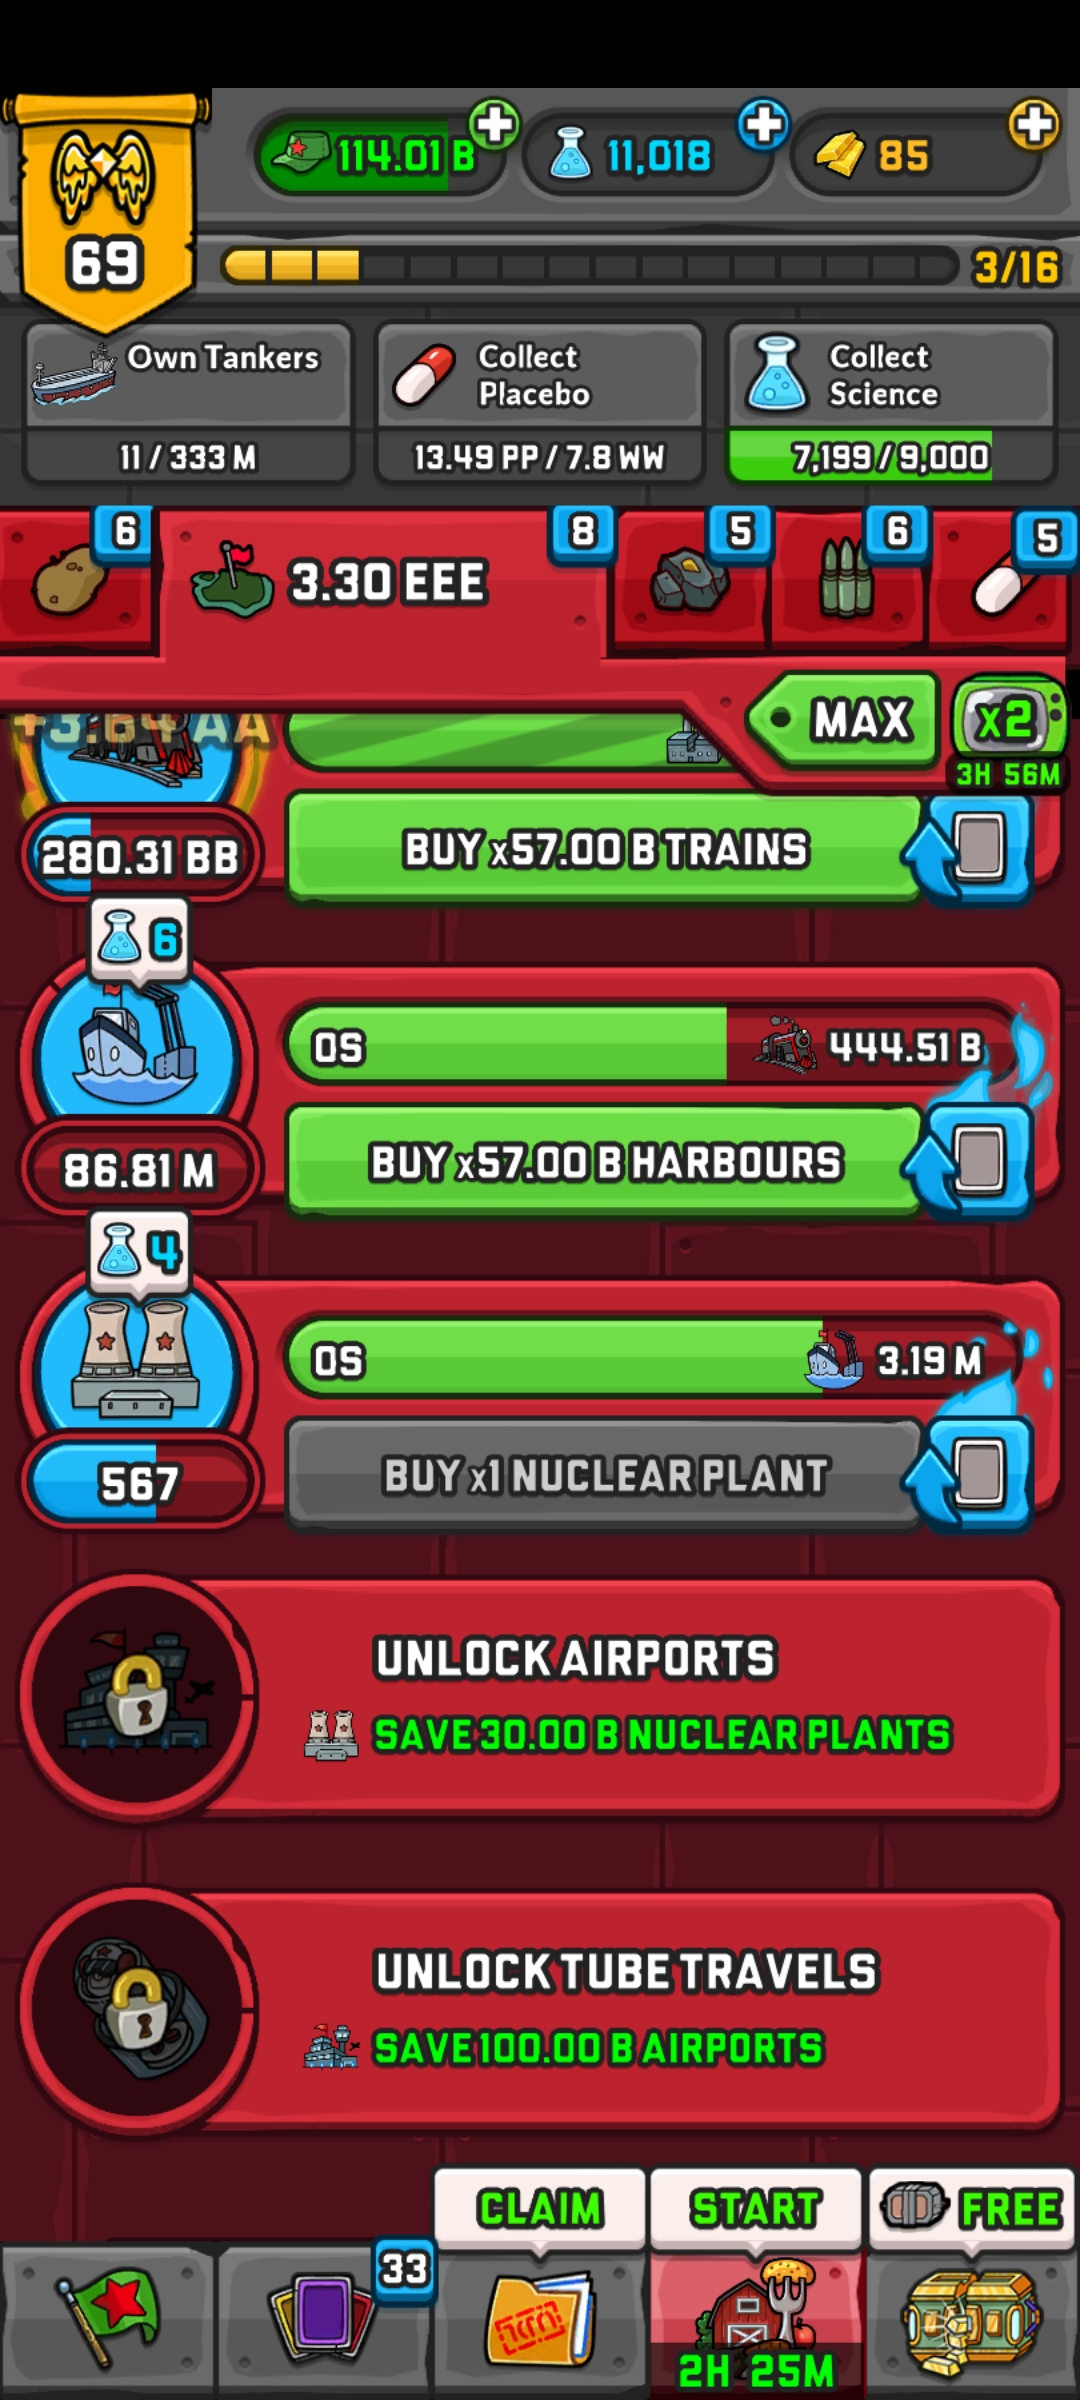 114.01 B
11,018
85
69
3/16
Own Tankers
11 / 333 M
Collect
Placebo
13.49 PP / 7.8 WW
Collect
Science
7,199 / 9,000
6
3.30 EEE
8
5
6
5
MAX
x2
3H 56M
+3.64 AA
280.31 BB
BUY x57.00 B TRAINS
6
0S
444.51 B
86.81 M
BUY x57.00 B HARBOURS
4
0S
3.19 M
567
BUY x1 NUCLEAR PLANT
UNLOCK AIRPORTS
SAVE 30.00 B NUCLEAR PLANTS
UNLOCK TUBE TRAVELS
SAVE 100.00 B AIRPORTS
CLAIM
START
FREE
33
2H 25M